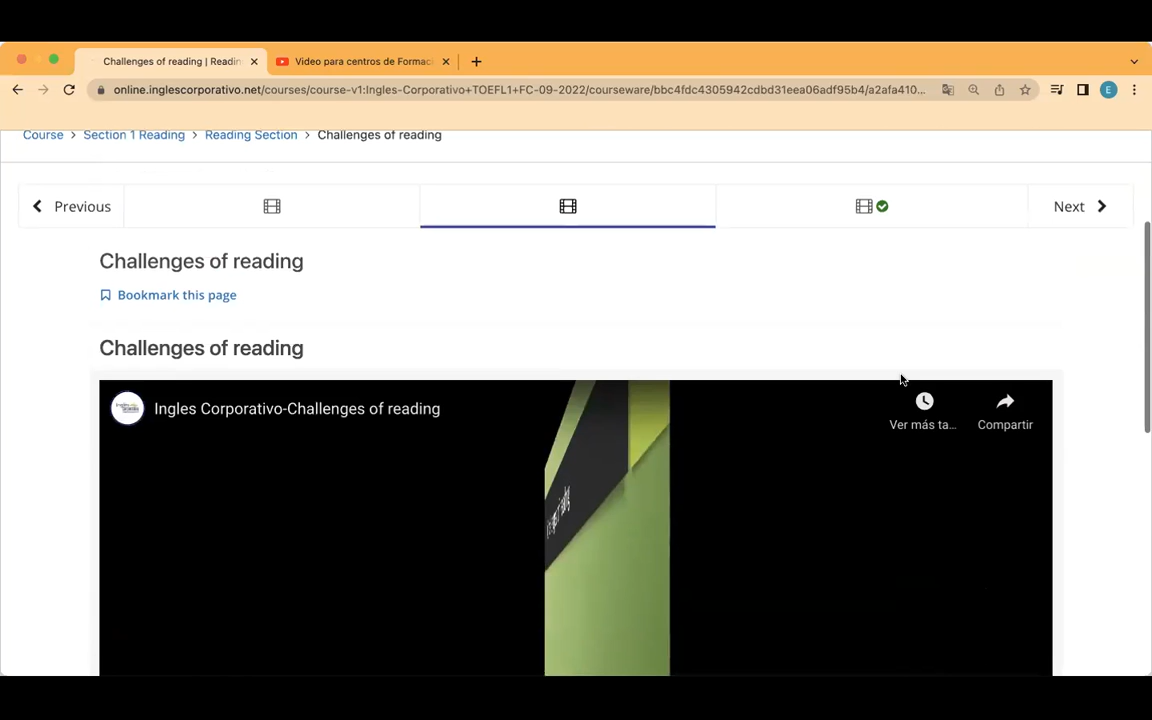 Challenges of reading | Readin
Video para centros de Formaci
online.inglescorporativo.net/courses/course-v1:Ingles-Corporativo+TOEFL1+FC-09-2022/courseware/bbc4fdc4305942cdbd31eea06adf95b4/a2afa410...
E
Course > Section 1 Reading > Reading Section > Challenges of reading
Previous
Next
Challenges of reading
Bookmark this page
Challenges of reading
Ingles Corporativo-Challenges of reading
Ver más ta...
Compartir